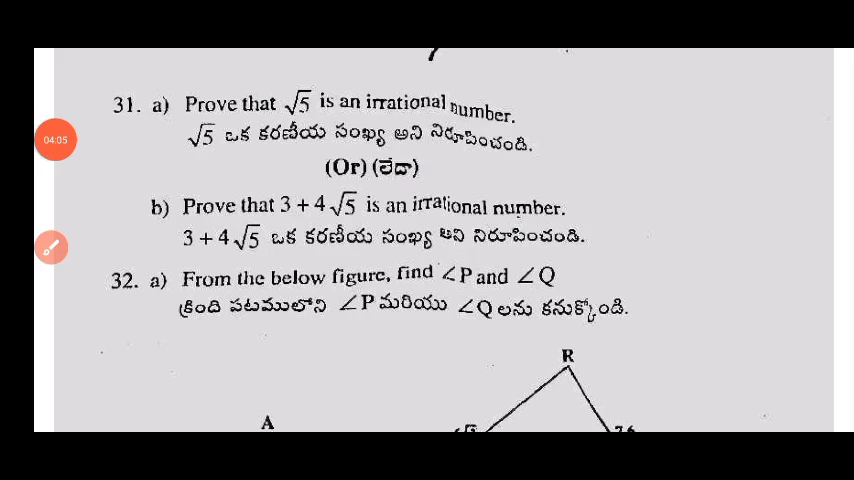 7
04:05
31. a) Prove that √5 is an irrational number.
√5 ఒక కరణీయ సంఖ్య అని నిరూపించండి.
(Or) (లేదా)
b) Prove that 3 + 4√5 is an irrational number.
3 + 4√5 ఒక కరణీయ సంఖ్య అని నిరూపించండి.
32. a) From the below figure, find ∠P and ∠Q
క్రింది పటములోని ∠P మరియు ∠Q లను కనుక్కోండి.
R
A